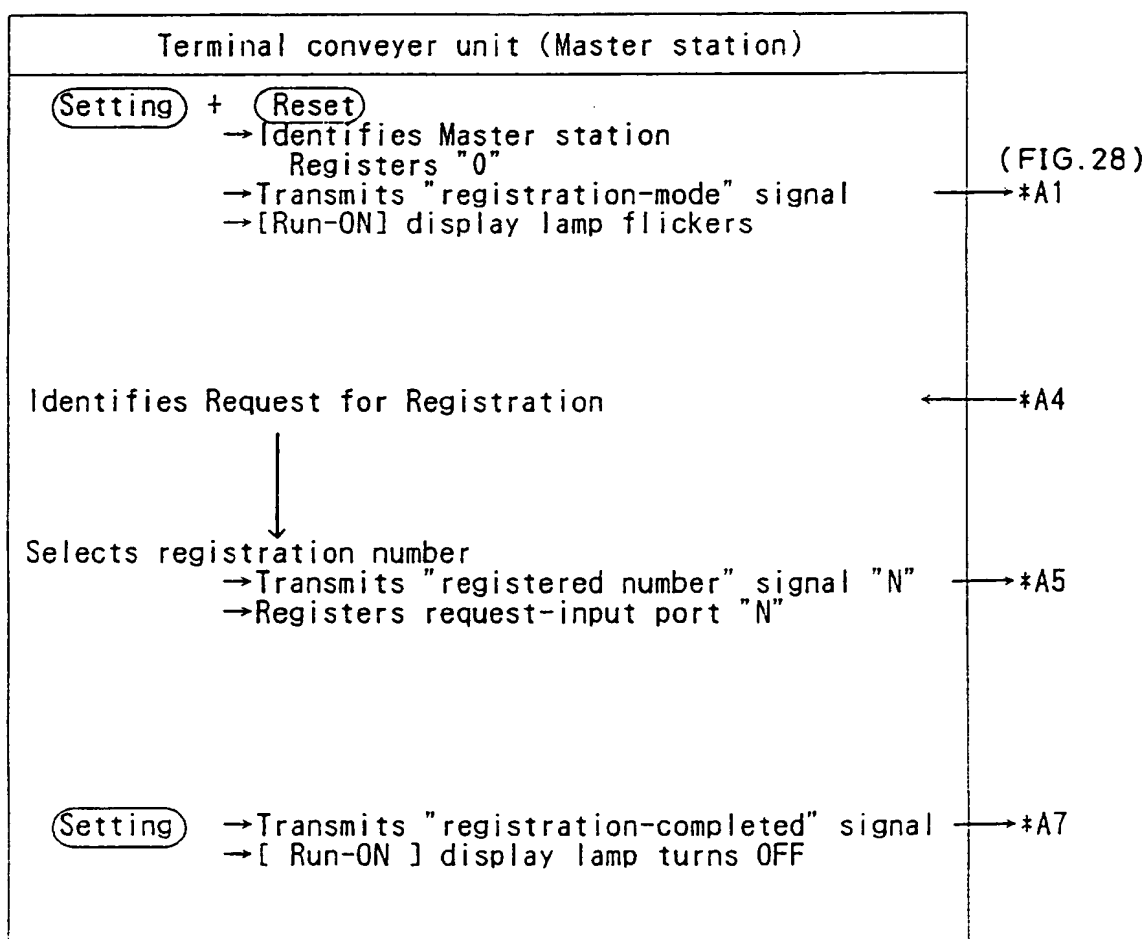 Terminal conveyer unit (Master station)
Setting + Reset
→Identifies Master station
Registers "0"
(FIG.28)
→Transmits "registration-mode" signal → *A1
→[Run-ON] display lamp flickers
Identifies Request for Registration ← *A4
Selects registration number
→Transmits "registered number" signal "N" → *A5
→Registers request-input port "N"
Setting →Transmits "registration-completed" signal → *A7
→[ Run-ON ] display lamp turns OFF